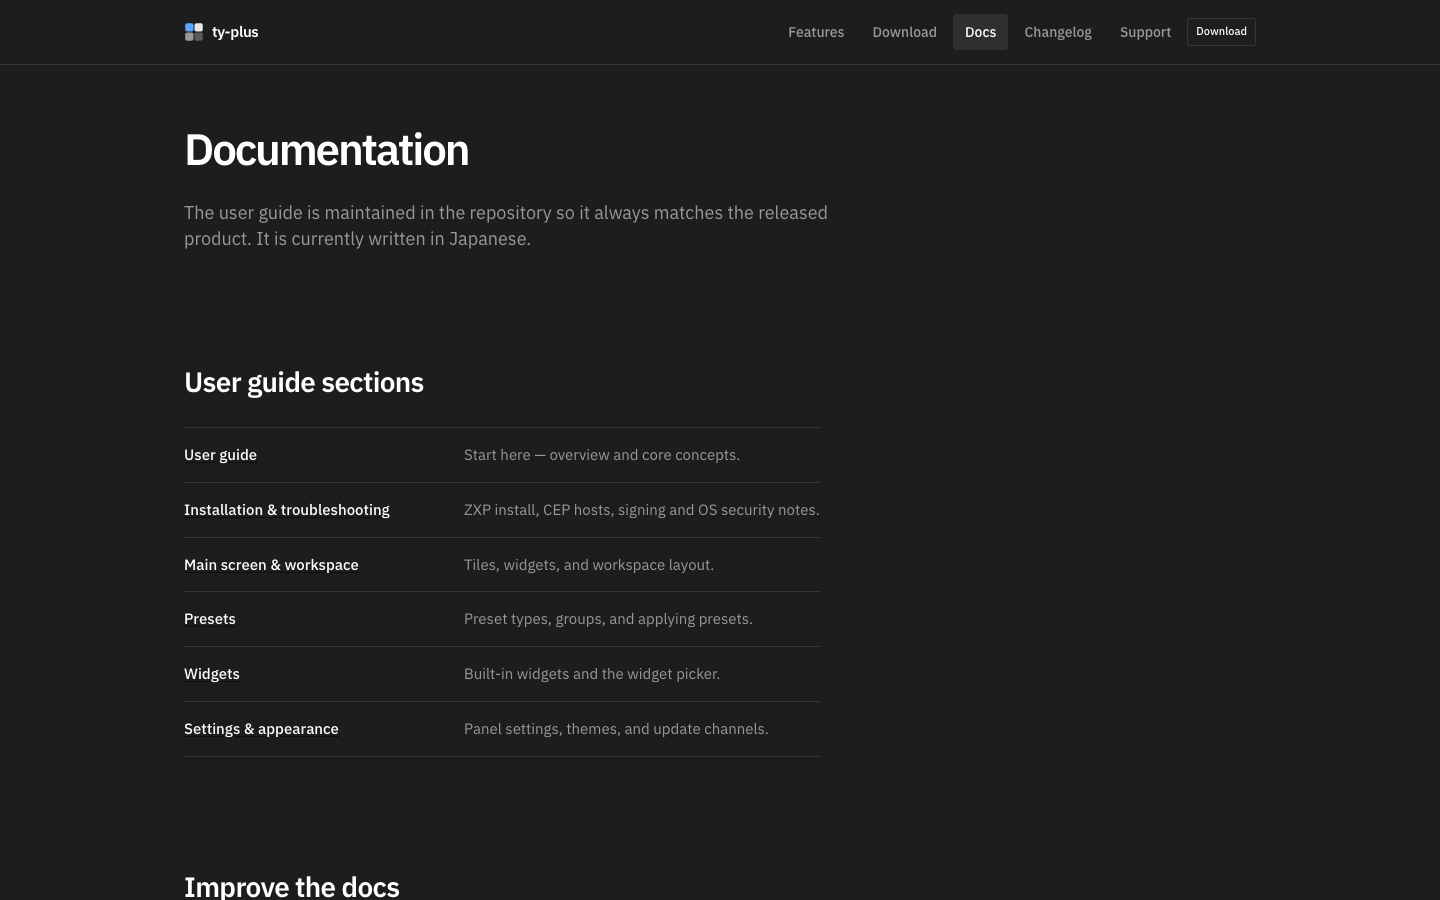 ty-plus
Features
Download
Docs
Changelog
Support
Download
Documentation
The user guide is maintained in the repository so it always matches the released
product. It is currently written in Japanese.
User guide sections
User guide
Start here — overview and core concepts.
Installation & troubleshooting
ZXP install, CEP hosts, signing and OS security notes.
Main screen & workspace
Tiles, widgets, and workspace layout.
Presets
Preset types, groups, and applying presets.
Widgets
Built-in widgets and the widget picker.
Settings & appearance
Panel settings, themes, and update channels.
Improve the docs